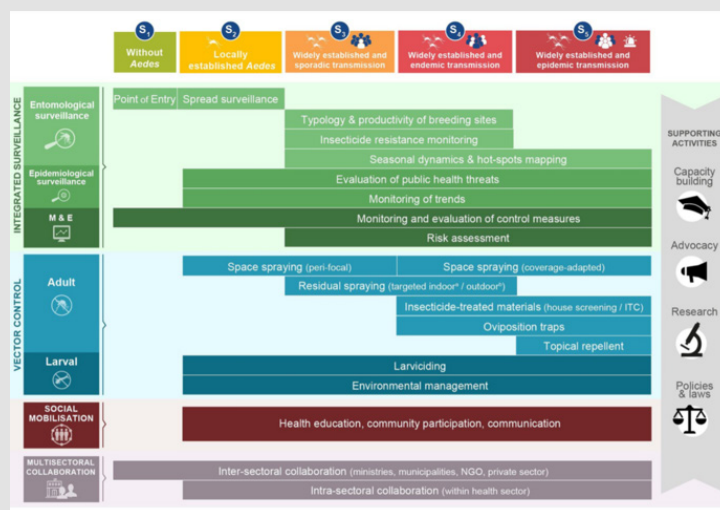 S1
S2
S3
S4
S5
Without
Aedes
Locally
established Aedes
Widely established and
sporadic transmission
Widely established and
endemic transmission
Widely established and
epidemic transmission
INTEGRATED SURVEILLANCE
Entomological
surveillance
Point of Entry
Spread surveillance
Typology & productivity of breeding sites
Insecticide resistance monitoring
Seasonal dynamics & hot-spots mapping
Epidemiological
surveillance
Evaluation of public health threats
Monitoring of trends
M & E
Monitoring and evaluation of control measures
Risk assessment
VECTOR CONTROL
Adult
Space spraying (peri-focal)
Space spraying (coverage-adapted)
Residual spraying (targeted indoor# / outdoor#)
Insecticide-treated materials (house screening / ITC)
Oviposition traps
Topical repellent
Larval
Larviciding
Environmental management
SOCIAL
MOBILISATION
Health education, community participation, communication
MULTISECTORAL
COLLABORATION
Inter-sectoral collaboration (ministries, municipalities, NGO, private sector)
Intra-sectoral collaboration (within health sector)
SUPPORTING
ACTIVITIES
Capacity
building
Advocacy
Research
Policies
& laws